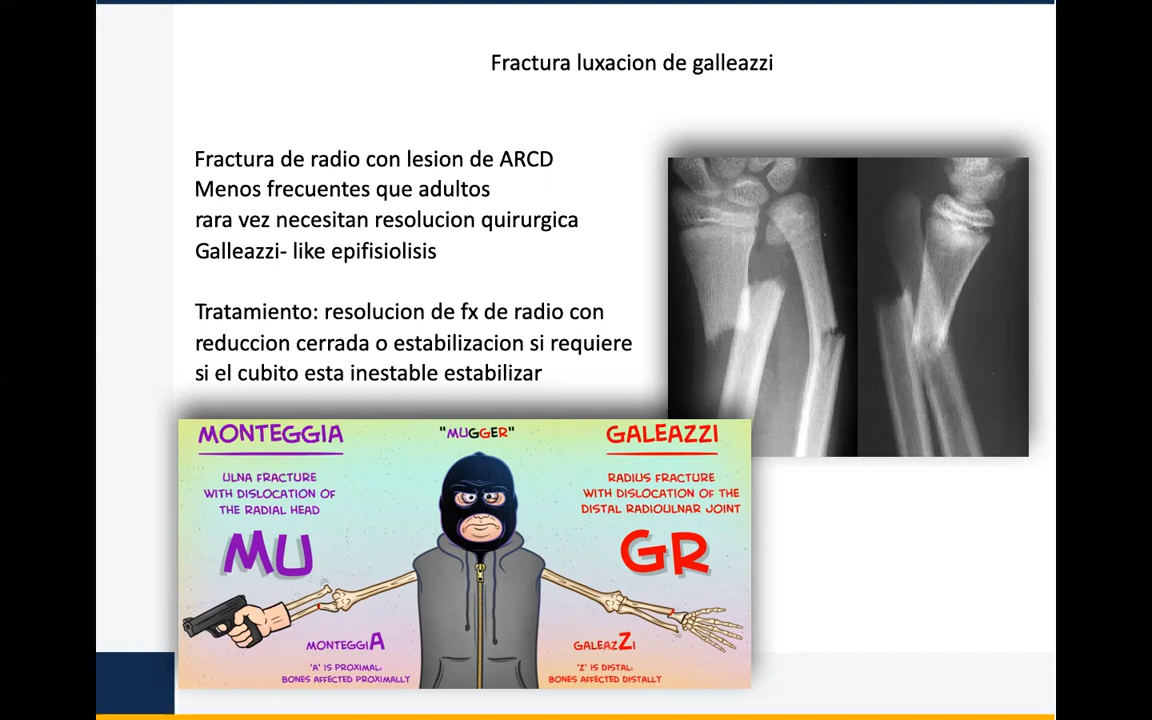 Fractura luxacion de galleazzi
Fractura de radio con lesion de ARCD
Menos frecuentes que adultos
rara vez necesitan resolucion quirurgica
Galleazzi- like epifisiolisis
Tratamiento: resolucion de fx de radio con
reduccion cerrada o estabilizacion si requiere
si el cubito esta inestable estabilizar
MONTEGGIA
ULNA FRACTURE
WITH DISLOCATION OF
THE RADIAL HEAD
MU
MONTEGGIA
'A' IS PROXIMAL:
BONES AFFECTED PROXIMALLY
"MUGGER"
GALEAZZI
RADIUS FRACTURE
WITH DISLOCATION OF THE
DISTAL RADIOULNAR JOINT
GR
GALEAZZI
'Z' IS DISTAL:
BONES AFFECTED DISTALLY